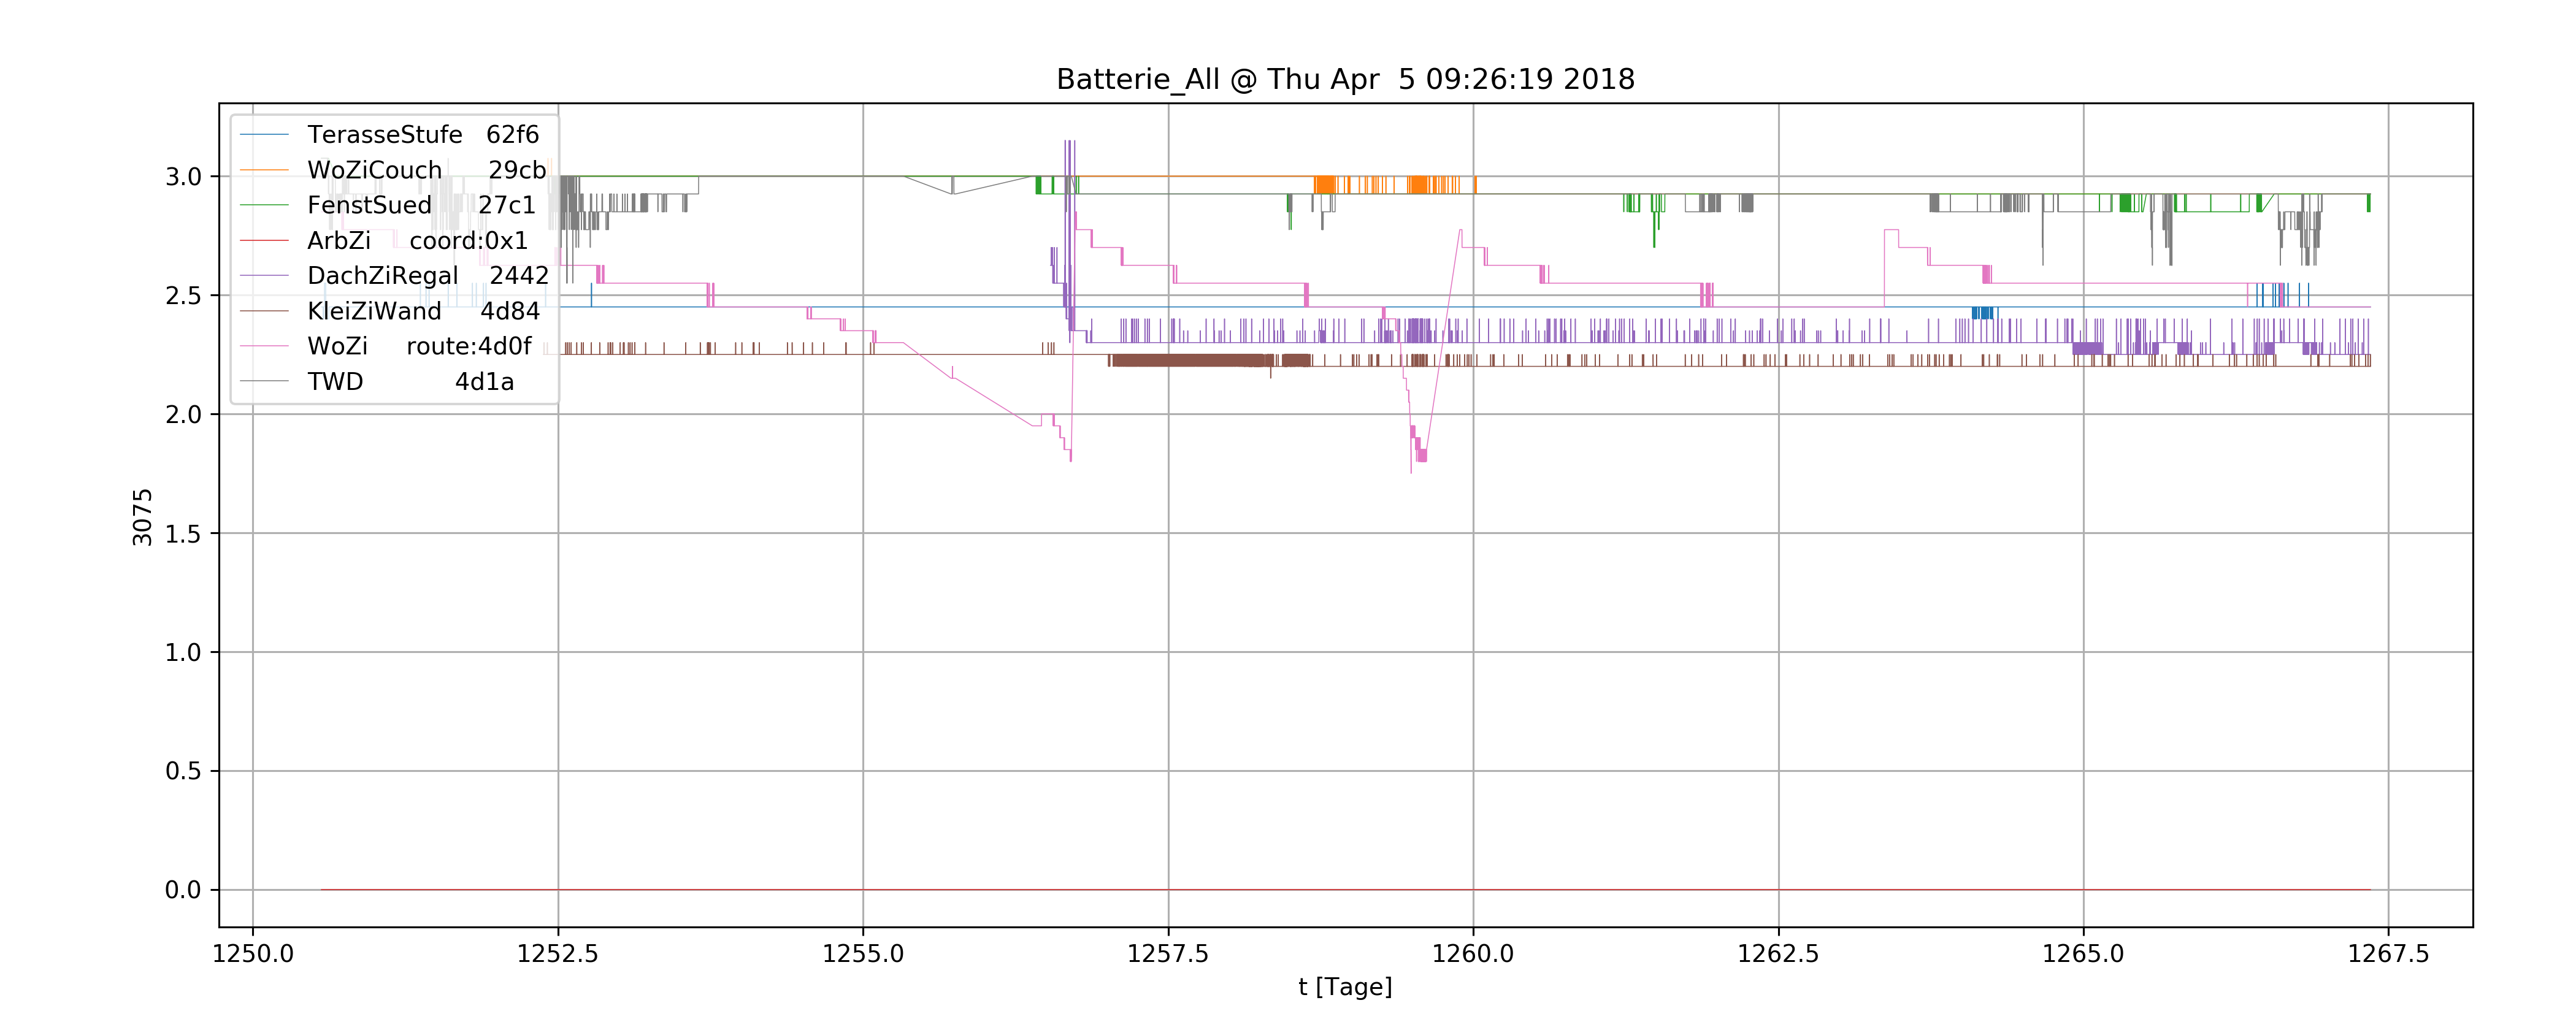 Batterie_All @ Thu Apr  5 09:26:19 2018
TerasseStufe   62f6
WoZiCouch      29cb
FenstSued      27c1
ArbZi     coord:0x1
DachZiRegal    2442
KleiZiWand     4d84
WoZi     route:4d0f
TWD            4d1a
3.0
2.5
2.0
1.5
1.0
0.5
0.0
3075
1250.0 1252.5 1255.0 1257.5 1260.0 1262.5 1265.0 1267.5
t [Tage]